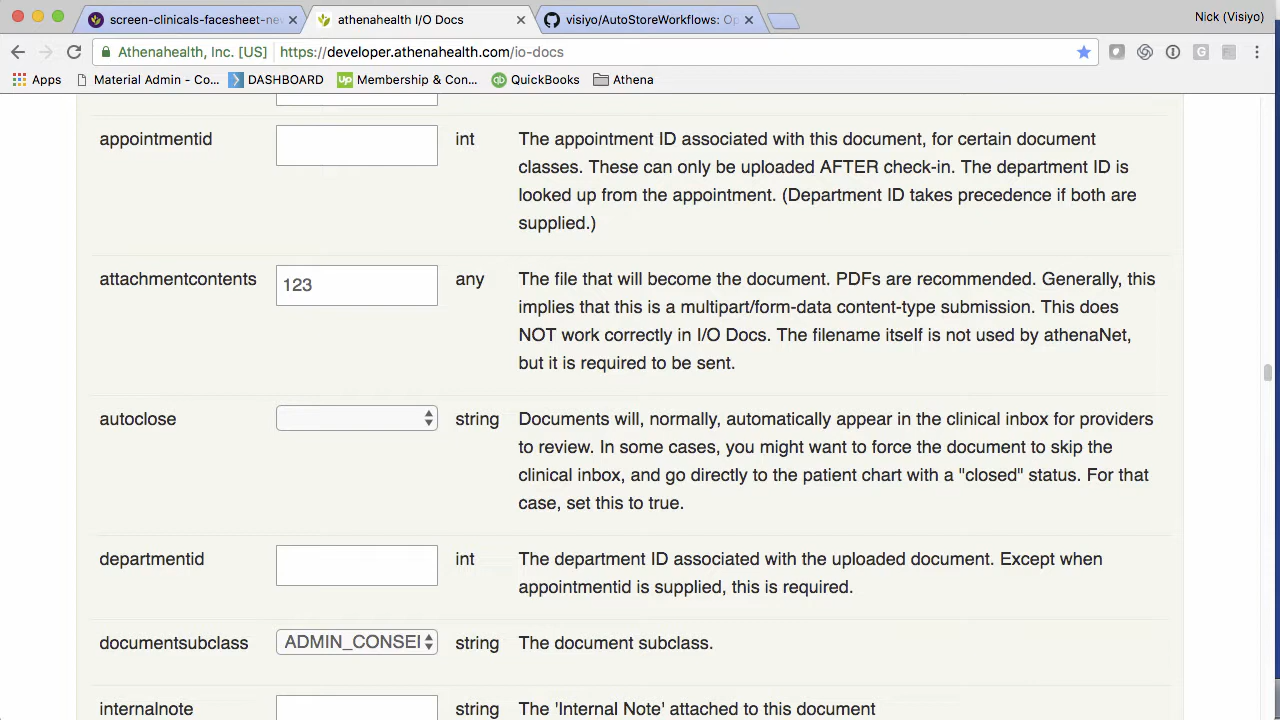 screen-clinicals-facesheet-ne
athenahealth I/O Docs
visiyo/AutoStoreWorkflows: Op
Nick (Visiyo)
Athenahealth, Inc. [US]
https://developer.athenahealth.com/io-docs
Apps
Material Admin - Co...
DASHBOARD
Up
Membership & Con...
qb
QuickBooks
Athena
appointmentid
int
The appointment ID associated with this document, for certain document
classes. These can only be uploaded AFTER check-in. The department ID is
looked up from the appointment. (Department ID takes precedence if both are
supplied.)
attachmentcontents
123
any
The file that will become the document. PDFs are recommended. Generally, this
implies that this is a multipart/form-data content-type submission. This does
NOT work correctly in I/O Docs. The filename itself is not used by athenaNet,
but it is required to be sent.
autoclose
string
Documents will, normally, automatically appear in the clinical inbox for providers
to review. In some cases, you might want to force the document to skip the
clinical inbox, and go directly to the patient chart with a "closed" status. For that
case, set this to true.
departmentid
int
The department ID associated with the uploaded document. Except when
appointmentid is supplied, this is required.
documentsubclass
ADMIN_CONSE
string
The document subclass.
internalnote
string
The 'Internal Note' attached to this document